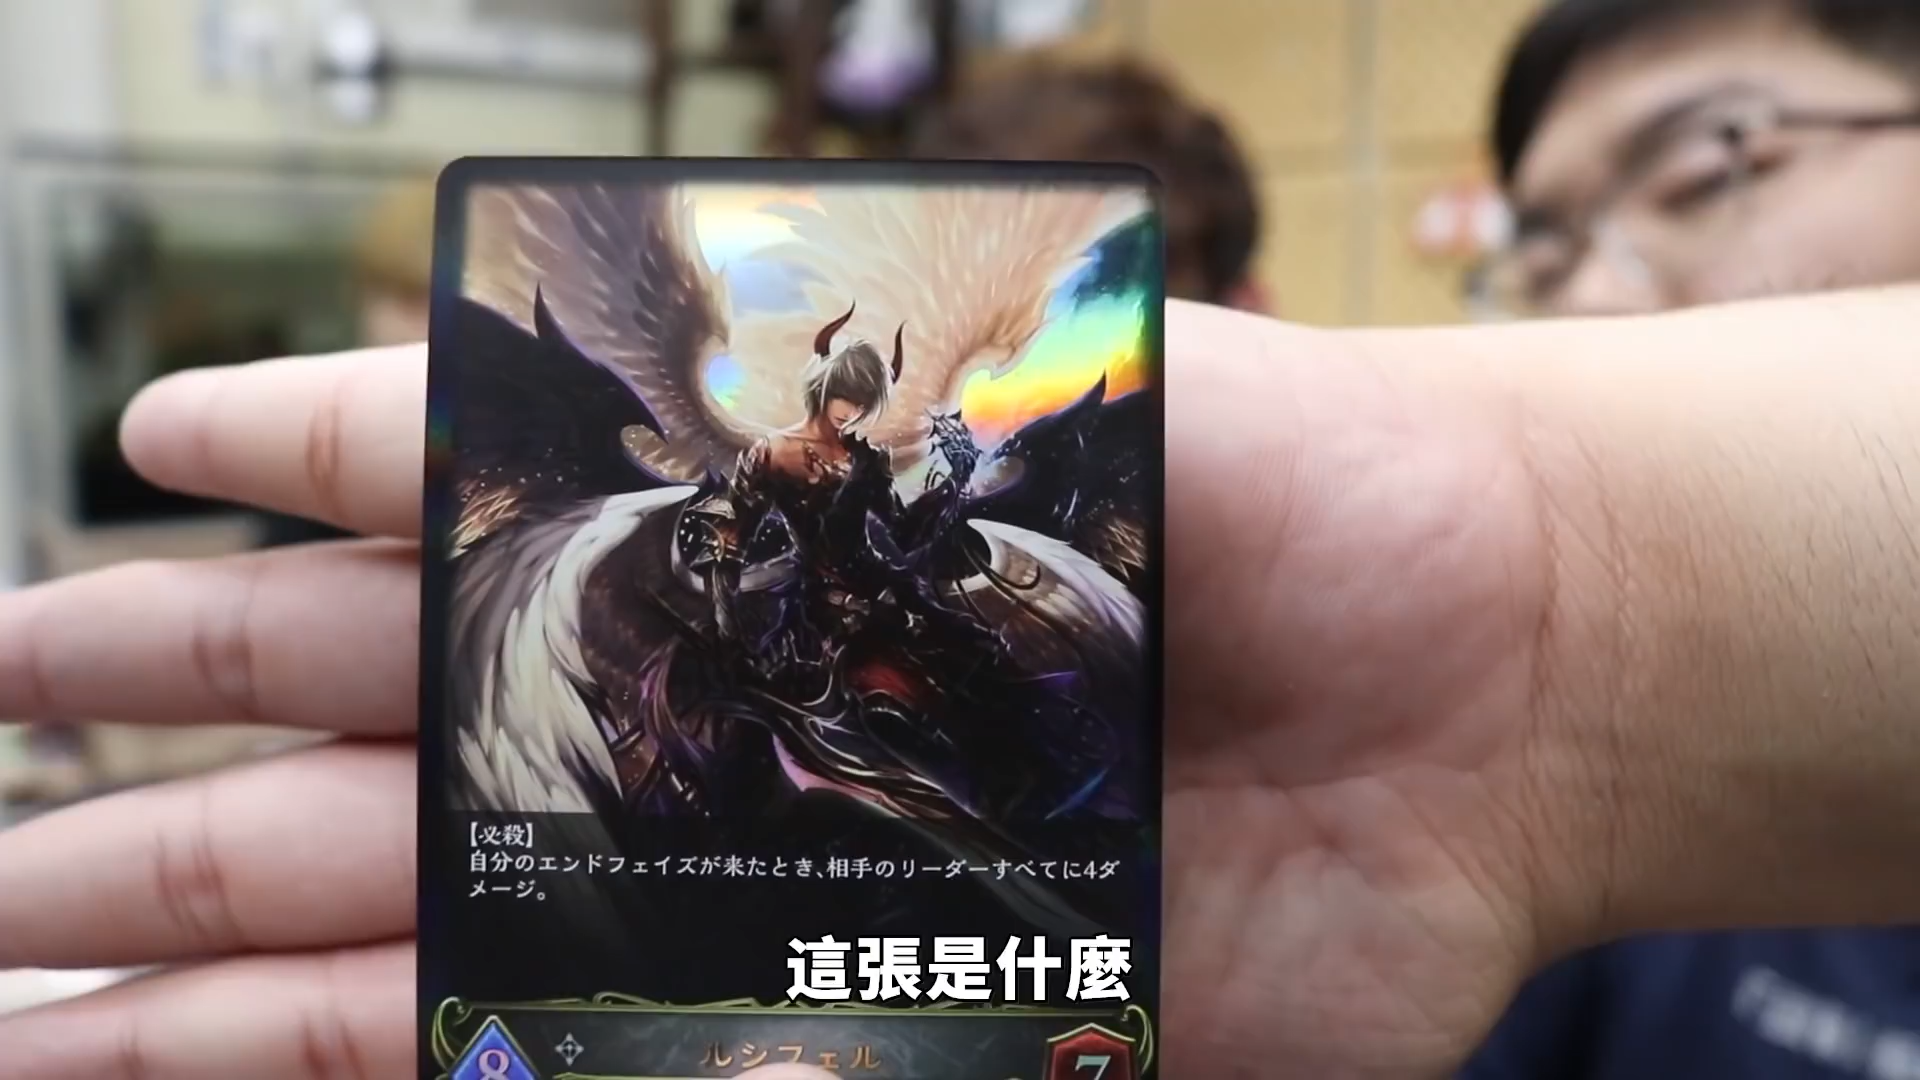 【必殺】
自分のエンドフェイズが来たとき、相手のリーダーすべてに4ダ
メージ。
這張是什麼
8
ルシフェル
7